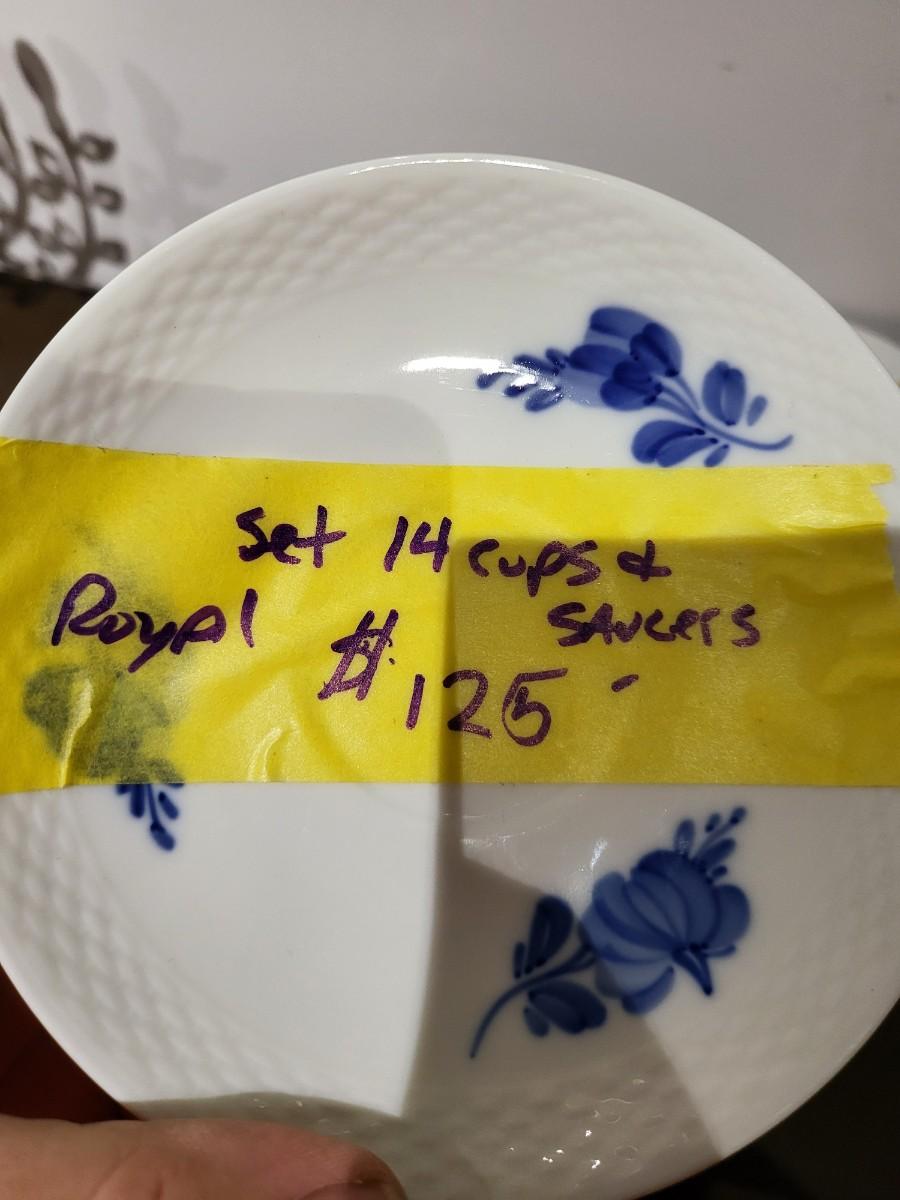 Set 14 cups &
Royal saucers
$125-